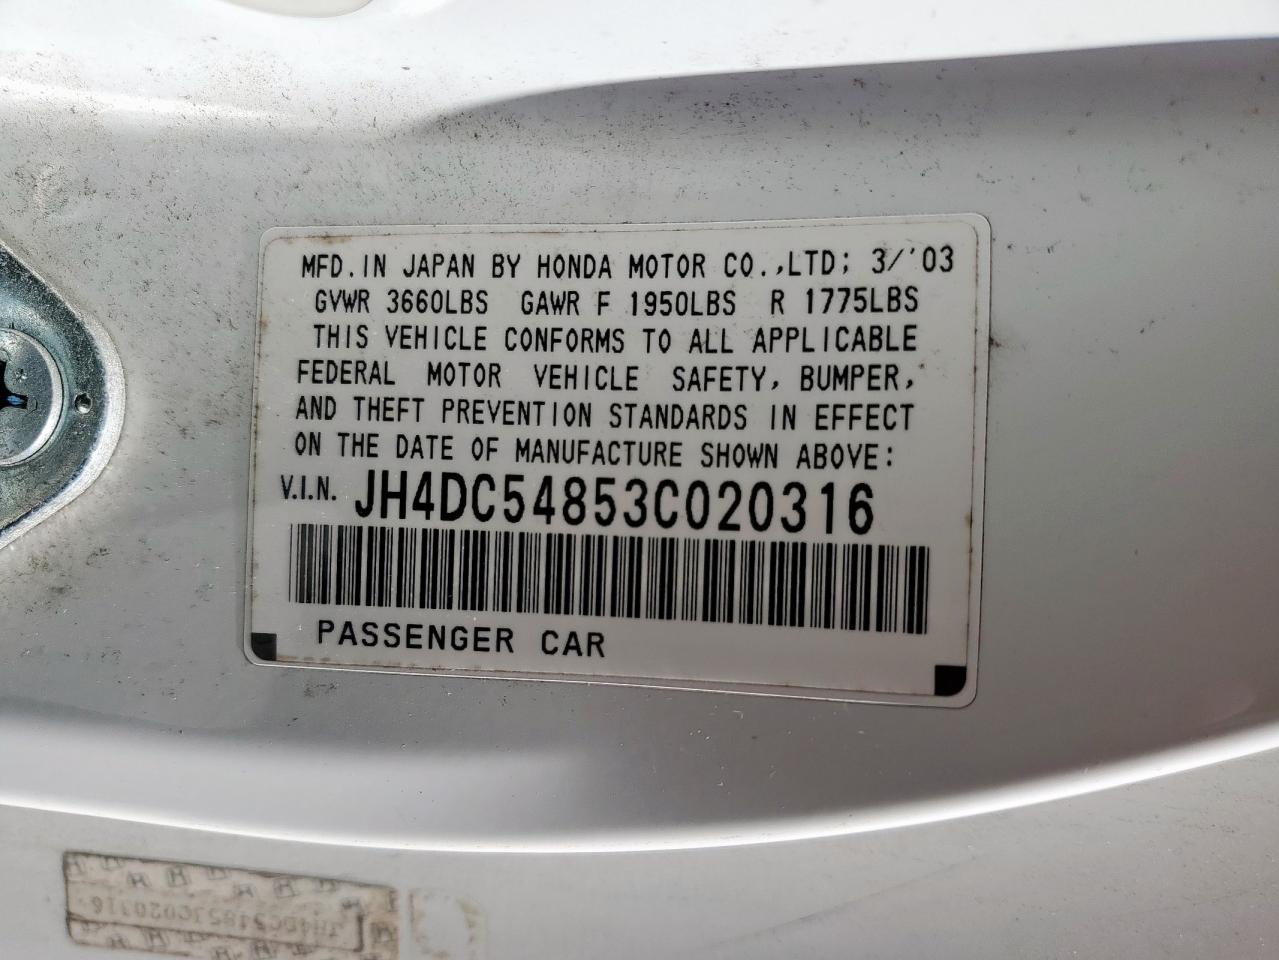 MFD. IN JAPAN BY HONDA MOTOR CO.,LTD; 3/'03
GVWR 3660LBS GAWR F 1950LBS R 1775LBS
THIS VEHICLE CONFORMS TO ALL APPLICABLE
FEDERAL MOTOR VEHICLE SAFETY, BUMPER,
AND THEFT PREVENTION STANDARDS IN EFFECT
ON THE DATE OF MANUFACTURE SHOWN ABOVE:
V.I.N. JH4DC54853C020316
PASSENGER CAR
JH4DC54853C020316